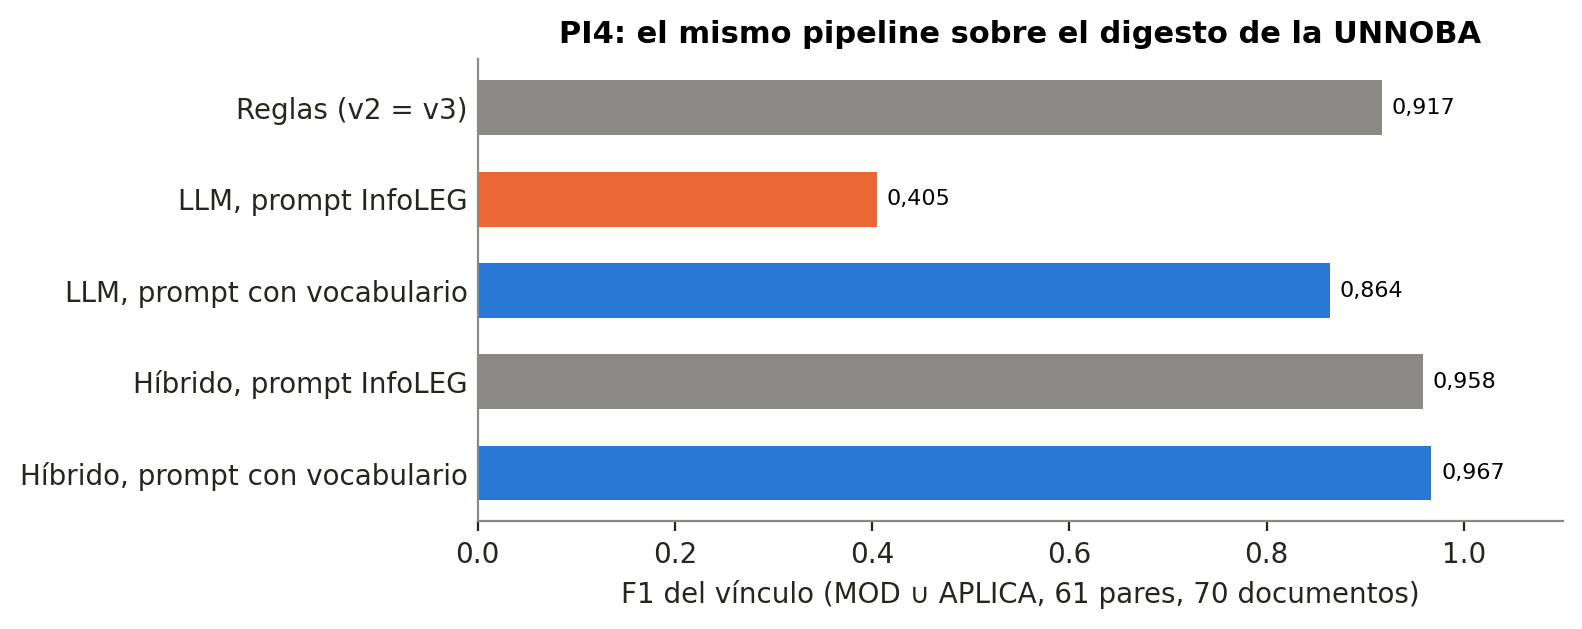 PI4: el mismo pipeline sobre el digesto de la UNNOBA
Reglas (v2 = v3)
0,917
LLM, prompt InfoLEG
0,405
LLM, prompt con vocabulario
0,864
Híbrido, prompt InfoLEG
0,958
Híbrido, prompt con vocabulario
0,967
0.0 0.2 0.4 0.6 0.8 1.0
F1 del vínculo (MOD ∪ APLICA, 61 pares, 70 documentos)